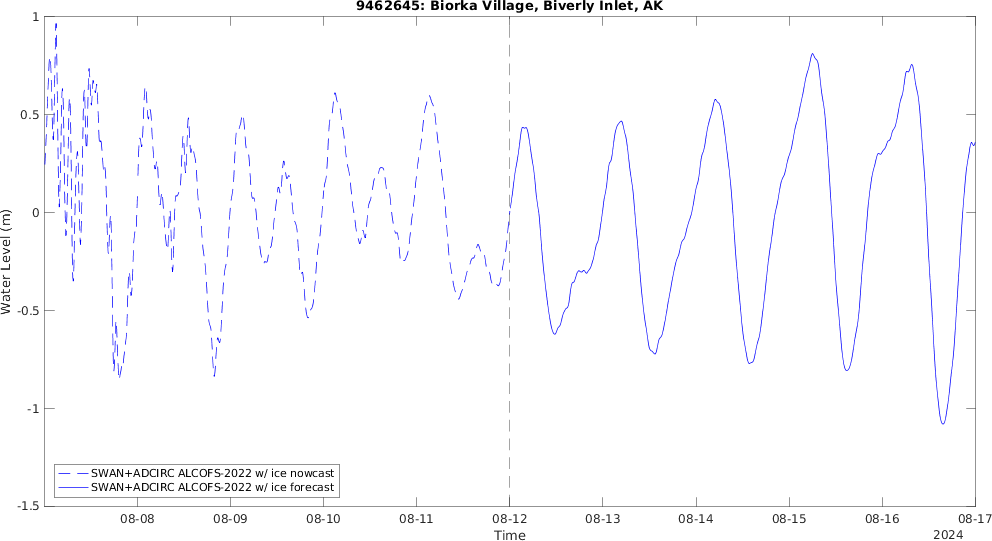 9462645: Biorka Village, Biverly Inlet, AK
Water Level (m)
1
0.5
0
-0.5
-1
-1.5
SWAN+ADCIRC ALCOFS-2022 w/ ice nowcast
SWAN+ADCIRC ALCOFS-2022 w/ ice forecast
08-08 08-09 08-10 08-11 08-12 08-13 08-14 08-15 08-16 08-17
Time
2024